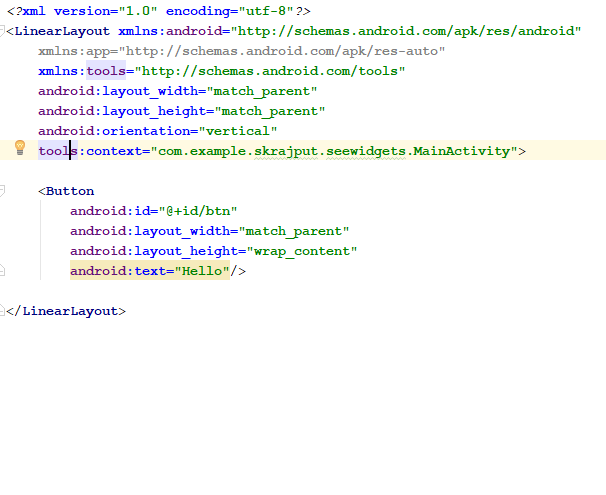 <?xml version="1.0" encoding="utf-8"?>
<LinearLayout xmlns:android="http://schemas.android.com/apk/res/android"
    xmlns:app="http://schemas.android.com/apk/res-auto"
    xmlns:tools="http://schemas.android.com/tools"
    android:layout_width="match_parent"
    android:layout_height="match_parent"
    android:orientation="vertical"
    tools:context="com.example.skrajput.seewidgets.MainActivity">
    <Button
        android:id="@+id/btn"
        android:layout_width="match_parent"
        android:layout_height="wrap_content"
        android:text="Hello"/>
</LinearLayout>